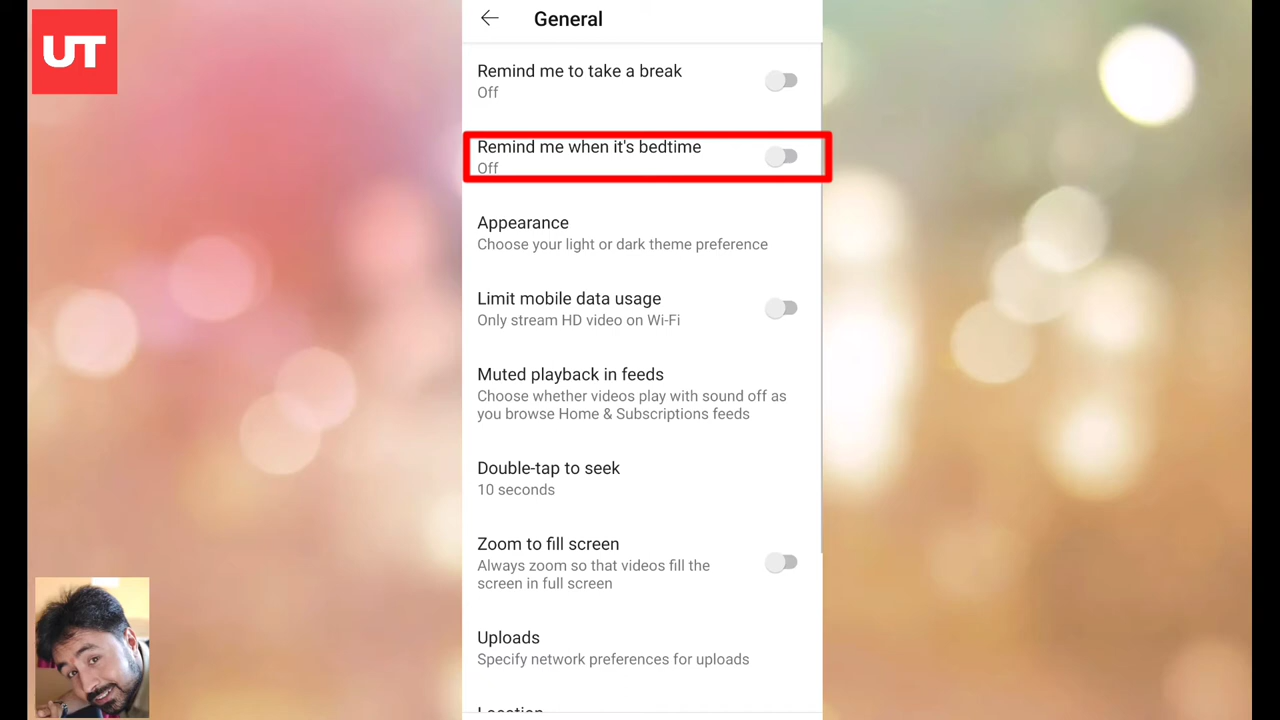 UT
General
Remind me to take a break
Off
Remind me when it's bedtime
Off
Appearance
Choose your light or dark theme preference
Limit mobile data usage
Only stream HD video on Wi-Fi
Muted playback in feeds
Choose whether videos play with sound off as
you browse Home & Subscriptions feeds
Double-tap to seek
10 seconds
Zoom to fill screen
Always zoom so that videos fill the
screen in full screen
Uploads
Specify network preferences for uploads
Location